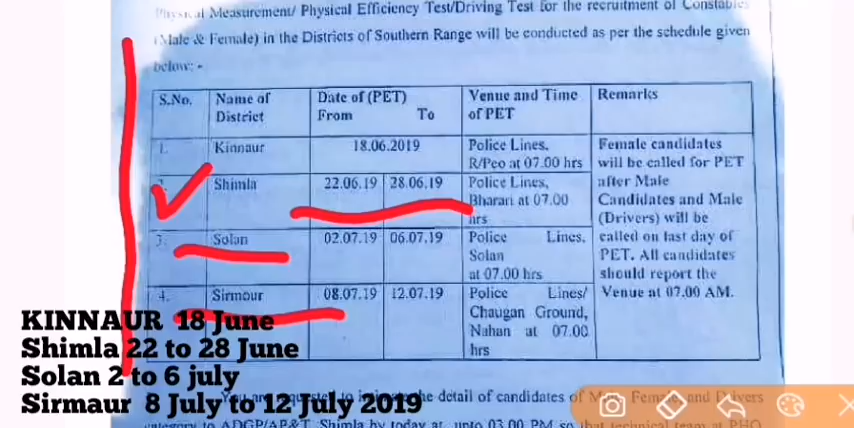 Physical Measurement/ Physical Efficiency Test/Driving Test for the recruitment of Constables
(Male & Female) in the Districts of Southern Range will be conducted as per the schedule given
below: -
S.No. Name of District Date of (PET) From To Venue and Time of PET Remarks
1. Kinnaur 18.06.2019 Police Lines, R/Peo at 07.00 hrs
Shimla 22.06.19 28.06.19 Police Lines, Bharari at 07.00 hrs
3. Solan 02.07.19 06.07.19 Police Lines, Solan at 07.00 hrs
4. Sirmour 08.07.19 12.07.19 Police Lines/ Chaugan Ground, Nahan at 07.00 hrs
Female candidates
will be called for PET
after Male
Candidates and Male
(Drivers) will be
called on last day of
PET. All candidates
should report the
Venue at 07.00 AM.
KINNAUR 18 June
Shimla 22 to 28 June
Solan 2 to 6 july
Sirmaur 8 July to 12 July 2019
You are requested to the detail of candidates of Female and Drivers
category to ADGP/AP&T, Shimla by today at upto 03.00 PM so that technical team at PHQ